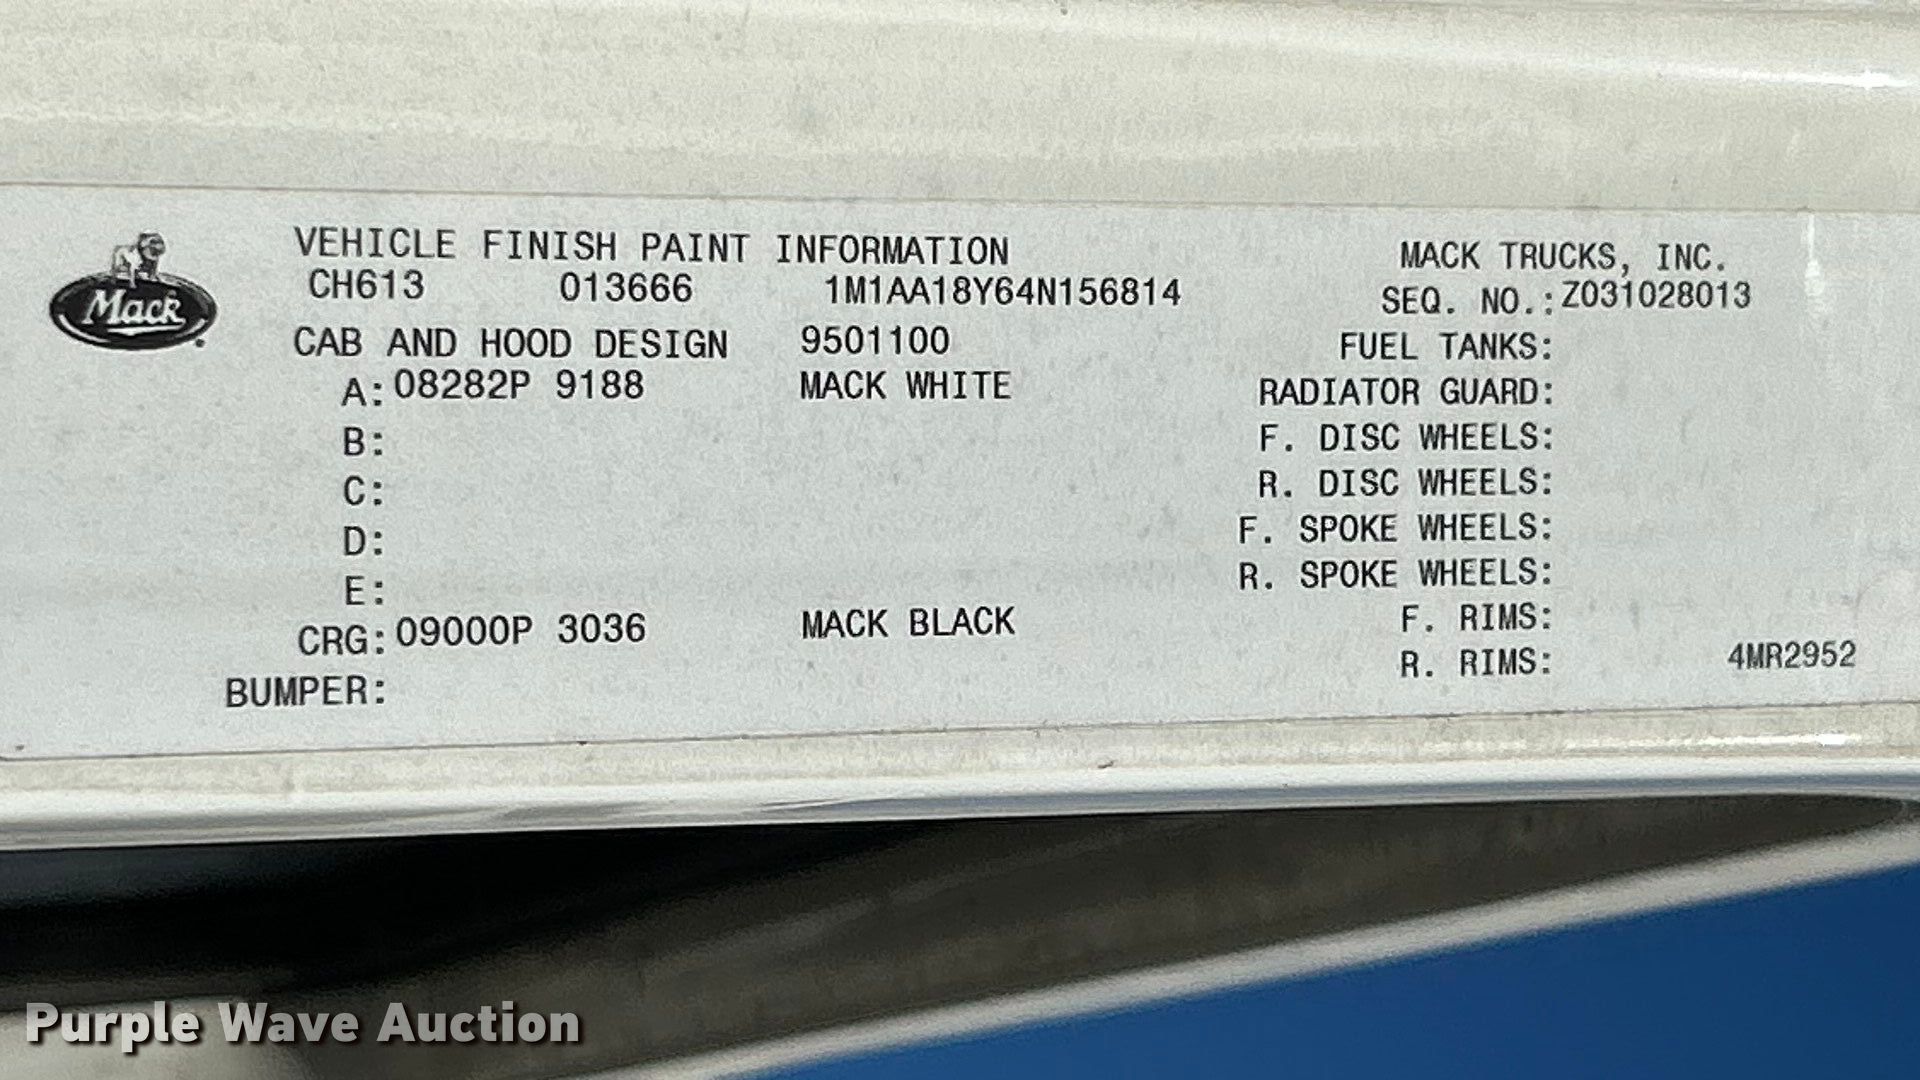 VEHICLE FINISH PAINT INFORMATION
CH613 013666 1M1AA18Y64N156814
CAB AND HOOD DESIGN 9501100
A: 08282P 9188 MACK WHITE
B:
C:
D:
E:
CRG: 09000P 3036 MACK BLACK
BUMPER:
Mack
MACK TRUCKS, INC.
SEQ. NO.: Z031028013
FUEL TANKS:
RADIATOR GUARD:
F. DISC WHEELS:
R. DISC WHEELS:
F. SPOKE WHEELS:
R. SPOKE WHEELS:
F. RIMS:
R. RIMS:
4MR2952
Purple Wave Auction